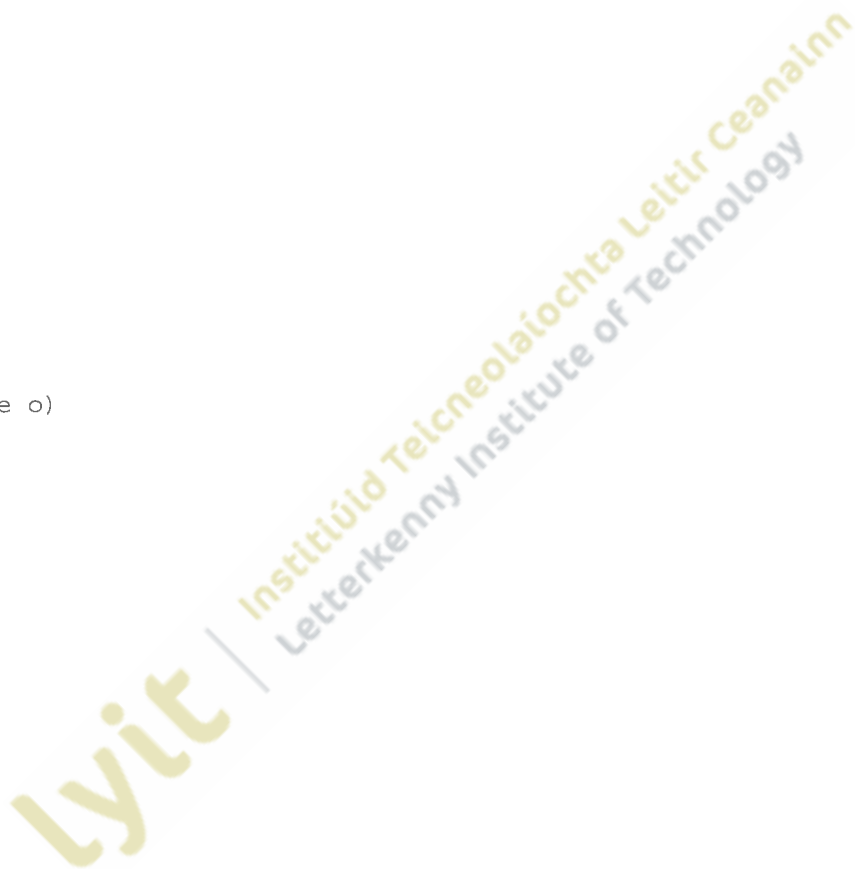 e o)
Institiúid Teicneolaíochta Leitir Ceanainn
Letterkenny Institute of Technology
lyit